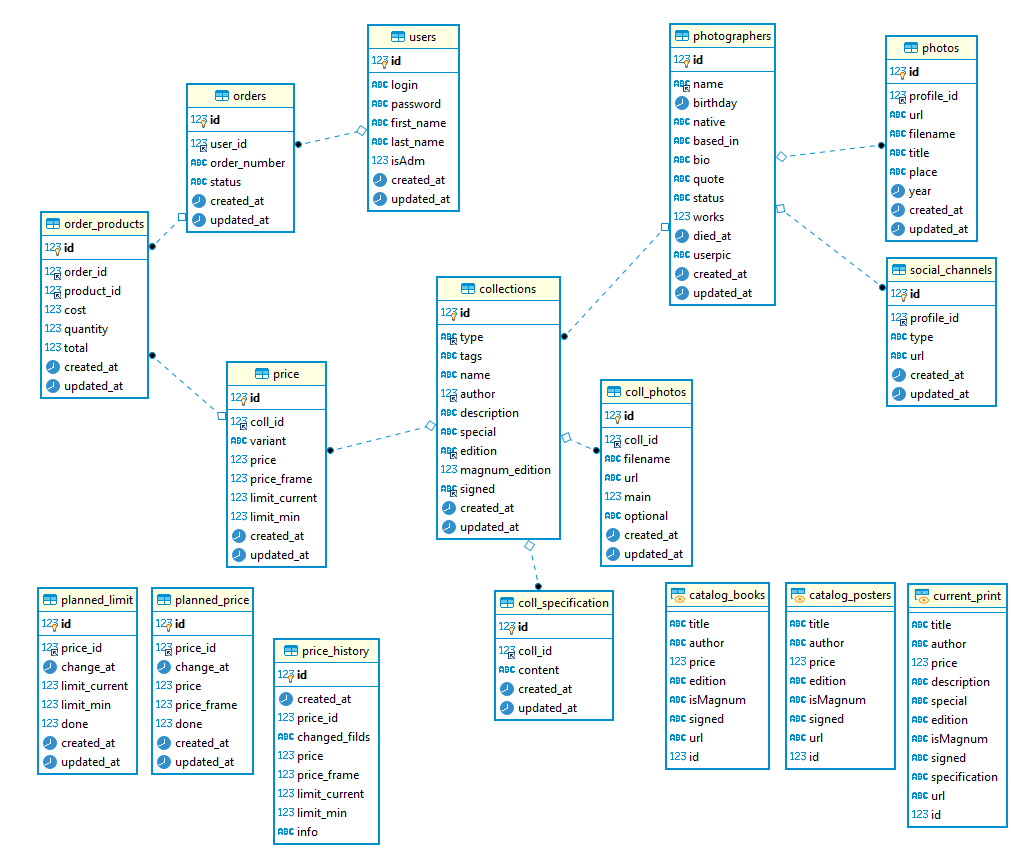 users
123 id
ABC login
ABC password
ABC first_name
ABC last_name
123 isAdm
created_at
updated_at
orders
123 id
123 user_id
ABC order_number
ABC status
created_at
updated_at
order_products
123 id
123 order_id
123 product_id
123 cost
123 quantity
123 total
created_at
updated_at
price
123 id
123 coll_id
ABC variant
123 price
123 price_frame
123 limit_current
123 limit_min
created_at
updated_at
collections
123 id
ABC type
ABC tags
ABC name
123 author
ABC description
ABC special
ABC edition
123 magnum_edition
ABC signed
created_at
updated_at
photographers
123 id
ABC name
birthday
ABC native
ABC based_in
ABC bio
ABC quote
ABC status
123 works
died_at
ABC userpic
created_at
updated_at
photos
123 id
123 profile_id
ABC url
ABC filename
ABC title
ABC place
year
created_at
updated_at
social_channels
123 id
123 profile_id
ABC type
ABC url
created_at
updated_at
coll_photos
123 id
123 coll_id
ABC filename
ABC url
123 main
ABC optional
created_at
updated_at
planned_limit
123 id
123 price_id
change_at
123 limit_current
123 limit_min
123 done
created_at
updated_at
planned_price
123 id
123 price_id
change_at
123 price
123 price_frame
123 done
created_at
updated_at
price_history
123 id
created_at
123 price_id
ABC changed_filds
123 price
123 price_frame
123 limit_current
123 limit_min
ABC info
coll_specification
123 id
123 coll_id
ABC content
created_at
updated_at
catalog_books
ABC title
ABC author
123 price
ABC edition
ABC isMagnum
ABC signed
ABC url
123 id
catalog_posters
ABC title
ABC author
123 price
ABC edition
ABC isMagnum
ABC signed
ABC url
123 id
current_print
ABC title
ABC author
123 price
ABC description
ABC special
ABC edition
ABC isMagnum
ABC signed
ABC specification
ABC url
123 id